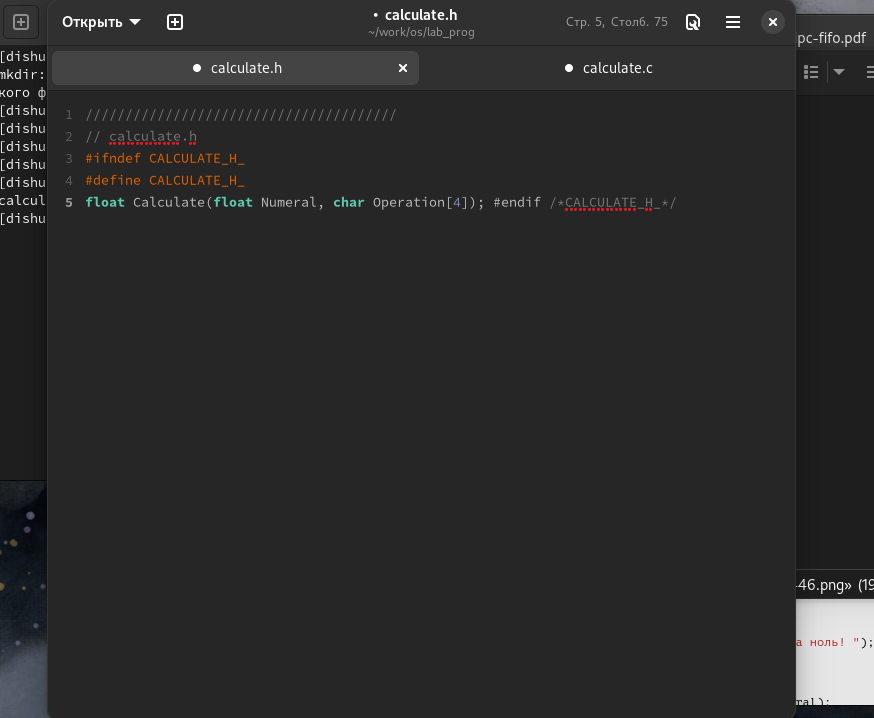 Открыть
• calculate.h
~/work/os/lab_prog
Стр. 5, Столб. 75
calculate.h
calculate.c
1 ///////////////////////////////////////
2 // calculate.h
3 #ifndef CALCULATE_H_
4 #define CALCULATE_H_
5 float Calculate(float Numeral, char Operation[4]); #endif /*CALCULATE_H_*/
[dishu
mkdir:
кого ф
[dishu
[dishu
[dishu
[dishu
[dishu
calcul
[dishu
ipc-fifo.pdf
46.png» (19
а ноль! ");
ral);